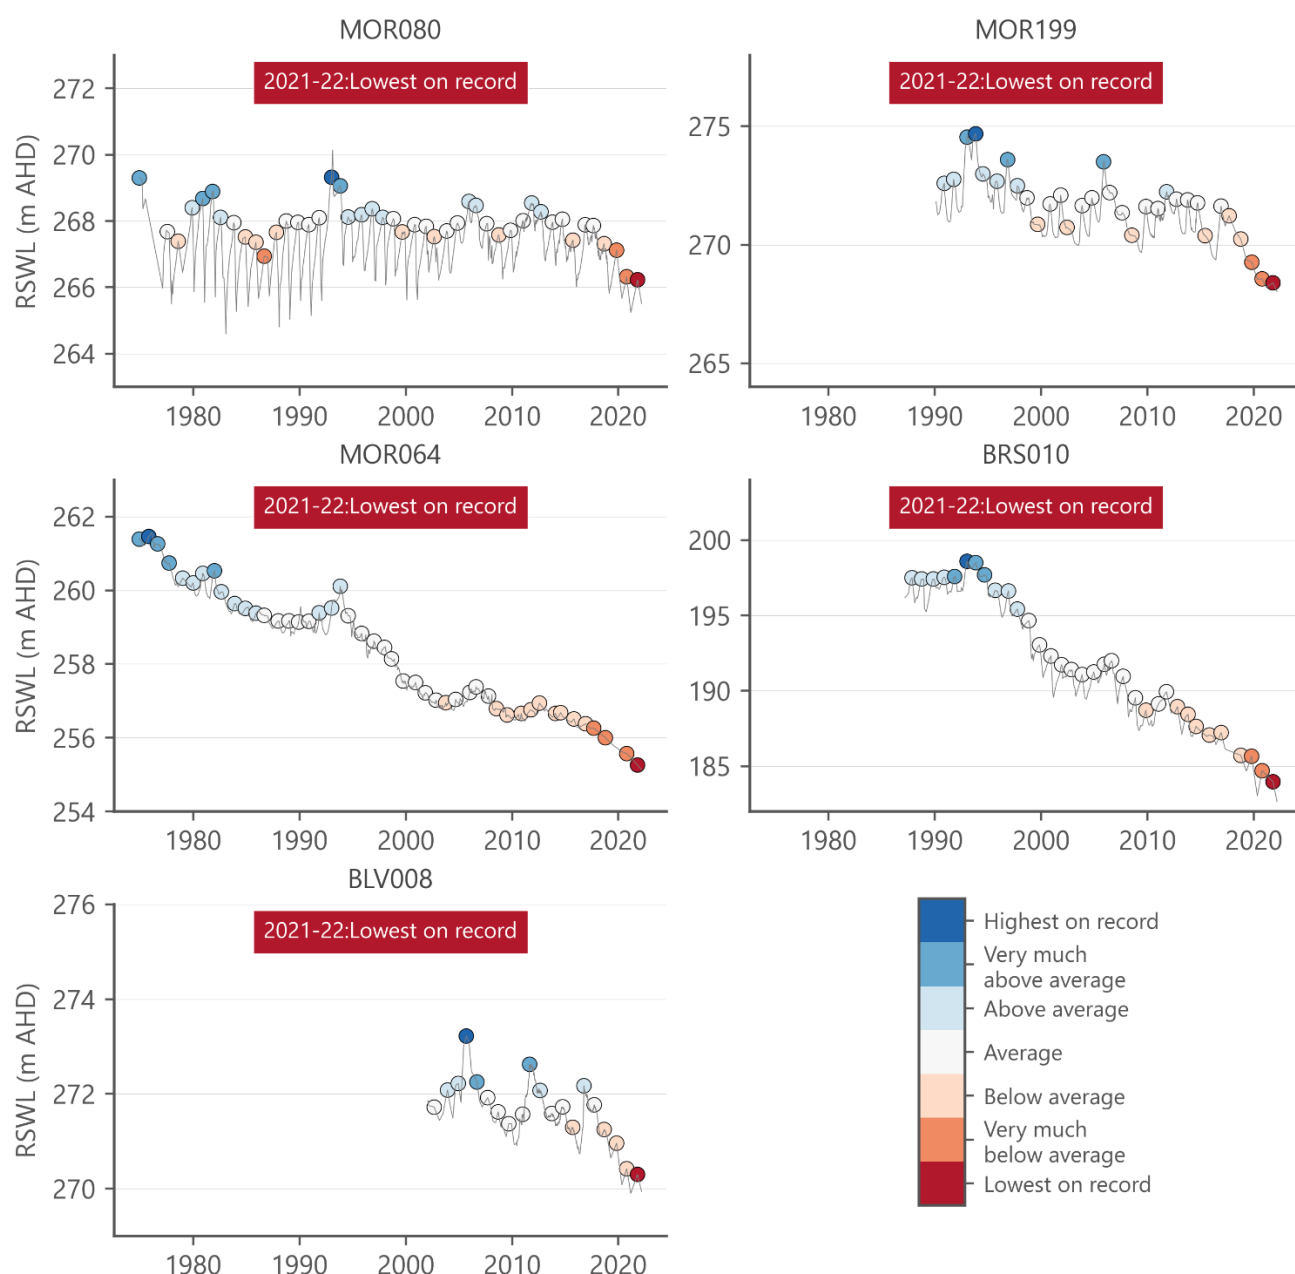 MOR080
2021-22:Lowest on record
RSWL (m AHD)
272
270
268
266
264
1980 1990 2000 2010 2020
MOR199
2021-22:Lowest on record
275
270
265
1980 1990 2000 2010 2020
MOR064
2021-22:Lowest on record
RSWL (m AHD)
262
260
258
256
254
1980 1990 2000 2010 2020
BRS010
2021-22:Lowest on record
200
195
190
185
1980 1990 2000 2010 2020
BLV008
2021-22:Lowest on record
RSWL (m AHD)
276
274
272
270
1980 1990 2000 2010 2020
Highest on record
Very much
above average
Above average
Average
Below average
Very much
below average
Lowest on record